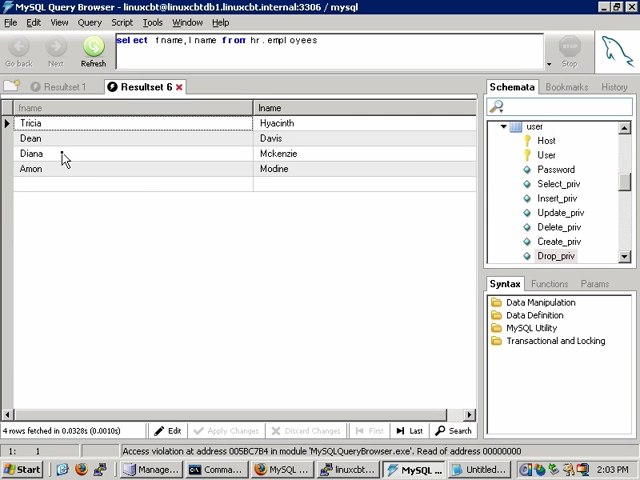 MySQL Query Browser - linuxcbt@linuxcbtdb1.linuxcbt.internal:3306 / mysql
File Edit View Query Script Tools Window Help
select fname,lname from hr.employees
Go back Next Refresh Stop
Resultset 1 Resultset 6
Schemata Bookmarks History
fname lname
Tricia Hyacinth
Dean Davis
Diana Mckenzie
Amon Modine
user
Host
User
Password
Select_priv
Insert_priv
Update_priv
Delete_priv
Create_priv
Drop_priv
Syntax Functions Params
Data Manipulation
Data Definition
MySQL Utility
Transactional and Locking
4 rows fetched in 0.0328s (0.0010s) Edit Apply Changes Discard Changes First Last Search
1: 1 Access violation at address 005BC7B4 in module 'MySQLQueryBrowser.exe'. Read of address 00000000
Start Manage... Comma... MySQL ... linuxcbt... MySQL ... Untitled... 2:03 PM